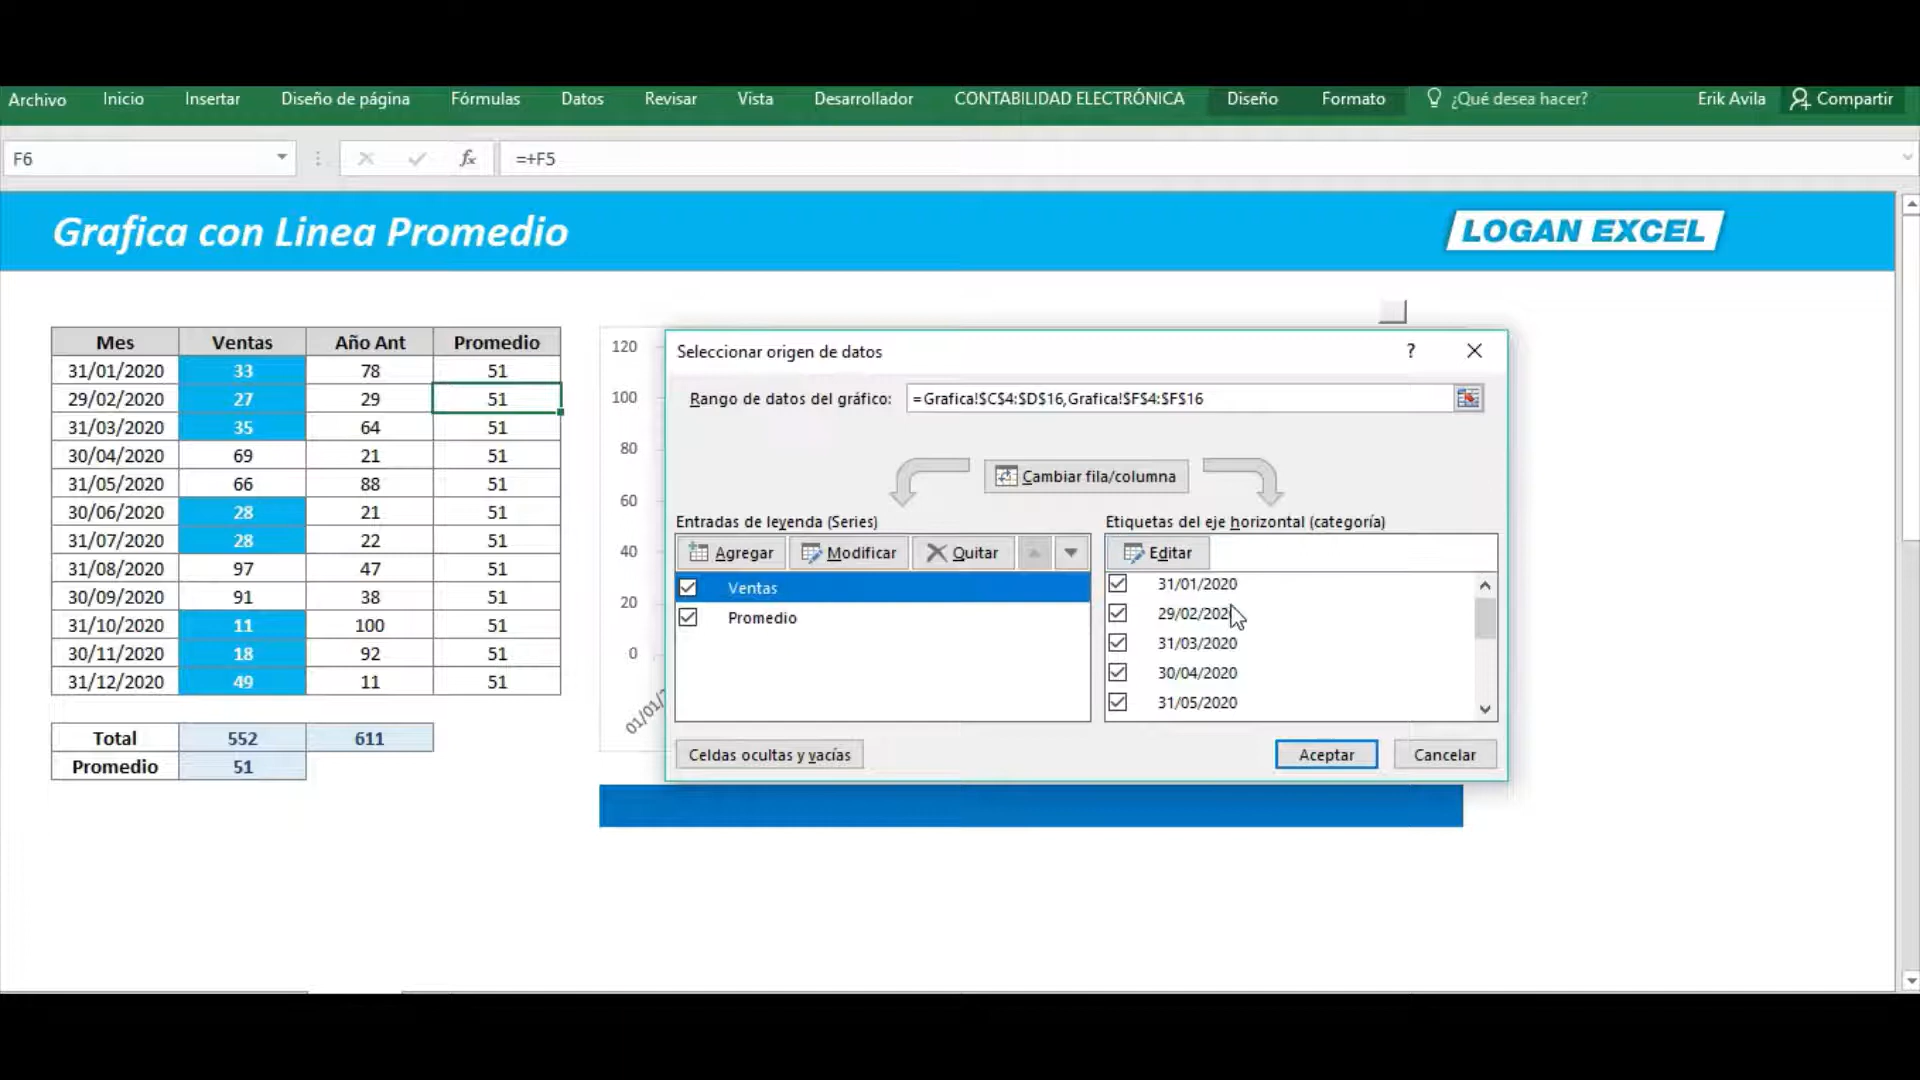 Archivo Inicio Insertar Diseño de página Fórmulas Datos Revisar Vista Desarrollador CONTABILIDAD ELECTRÓNICA Diseño Formato ¿Qué desea hacer? Erik Avila Compartir
F6 fx =+F5
Grafica con Linea Promedio LOGAN EXCEL
Mes Ventas Año Ant Promedio
31/01/2020 33 78 51
29/02/2020 27 29 51
31/03/2020 35 64 51
30/04/2020 69 21 51
31/05/2020 66 88 51
30/06/2020 28 21 51
31/07/2020 28 22 51
31/08/2020 97 47 51
30/09/2020 91 38 51
31/10/2020 11 100 51
30/11/2020 18 92 51
31/12/2020 49 11 51
Total 552 611
Promedio 51
120
100
80
60
40
20
0
01/01/
Seleccionar origen de datos ?
Rango de datos del gráfico: =Grafica!$C$4:$D$16,Grafica!$F$4:$F$16
Cambiar fila/columna
Entradas de leyenda (Series)
Agregar Modificar Quitar
Ventas
Promedio
Etiquetas del eje horizontal (categoría)
Editar
31/01/2020
29/02/2020
31/03/2020
30/04/2020
31/05/2020
Celdas ocultas y vacías Aceptar Cancelar